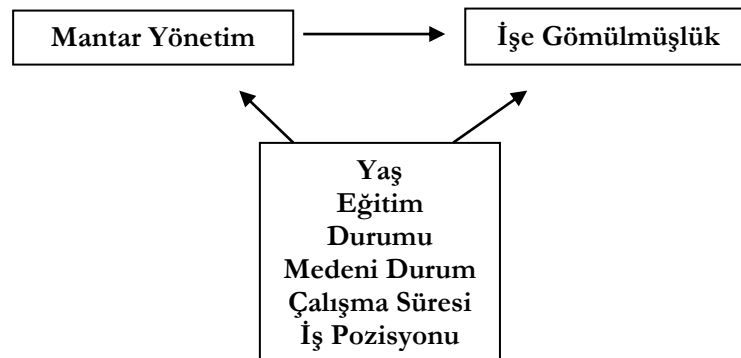 Mantar Yönetim
İşe Gömülmüşlük
Yaş
Eğitim
Durumu
Medeni Durum
Çalışma Süresi
İş Pozisyonu